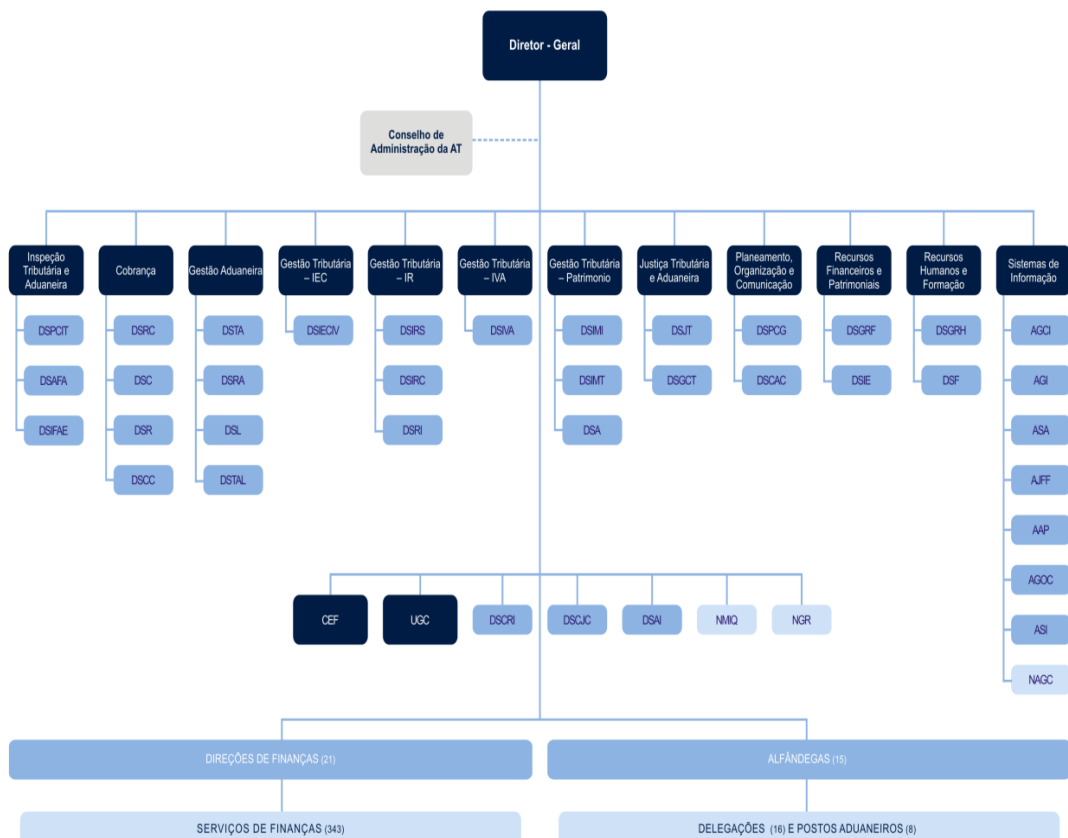 Diretor - Geral
Conselho de
Administração da AT
Inspeção
Tributária e
Aduaneira
Cobrança
Gestão Aduaneira
Gestão Tributária
– IEC
Gestão Tributária
– IR
Gestão Tributária
– IVA
Gestão Tributária
– Patrimonio
Justiça Tributária
e Aduaneira
Planeamento,
Organização e
Comunicação
Recursos
Financeiros e
Patrimoniais
Recursos
Humanos e
Formação
Sistemas de
Informação
DSPCIT
DSRC
DSTA
DSIECIV
DSIRS
DSIVA
DSIMI
DSJT
DSPCG
DSGRF
DSGRH
AGCI
DSAFA
DSC
DSRA
DSIRC
DSIMT
DSGCT
DSCAC
DSIE
DSF
AGI
DSIFAE
DSR
DSL
DSRI
DSA
ASA
DSCC
DSTAL
AJFF
AAP
AGOC
CEF
UGC
DSCRI
DSCJC
DSAI
NMIQ
NGR
ASI
NAGC
DIREÇÕES DE FINANÇAS (21)
ALFÂNDEGAS (15)
SERVIÇOS DE FINANÇAS (343)
DELEGAÇÕES (16) E POSTOS ADUANEIROS (8)